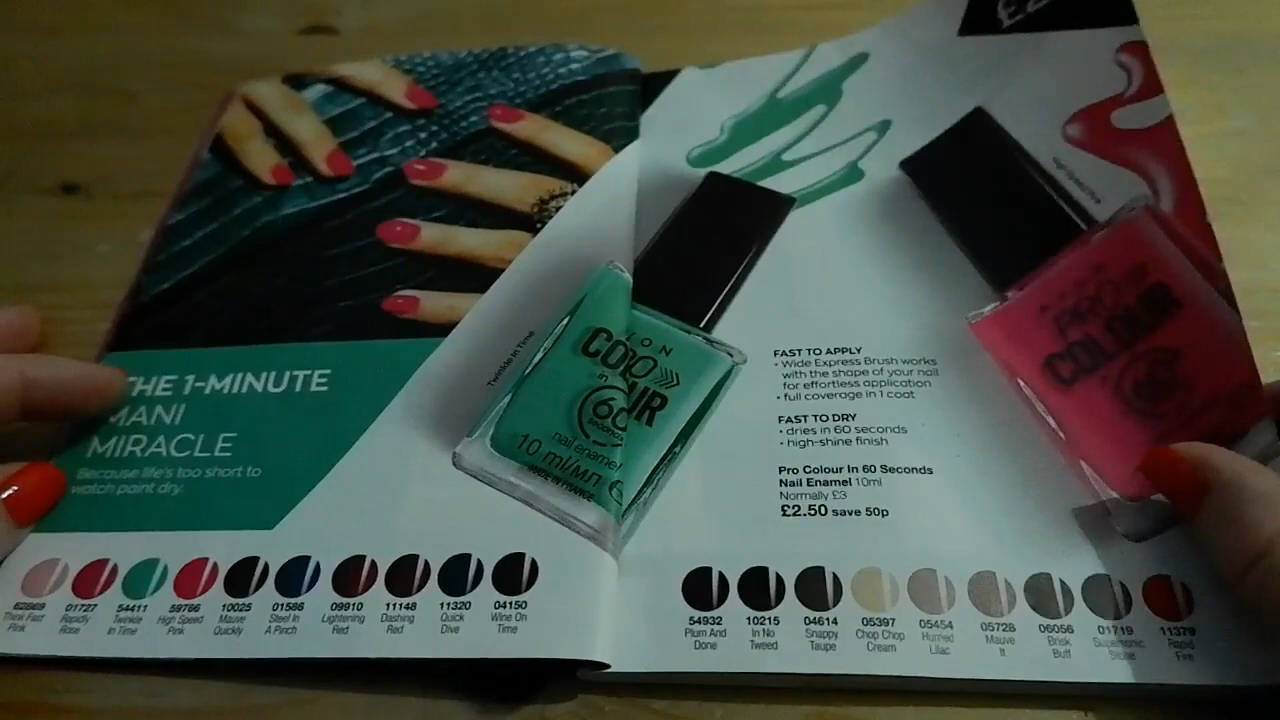 THE 1-MINUTE
MANI
MIRACLE
Because life's too short to
watch paint dry.
Twinkle In Time
COLOUR
in
60
SECONDS
nail enamel
10 ml/мл
MADE IN FRANCE
PRO
COLOUR
FAST TO APPLY
• Wide Express Brush works
with the shape of your nail
for effortless application
• full coverage in 1 coat
FAST TO DRY
• dries in 60 seconds
• high-shine finish
Pro Colour In 60 Seconds
Nail Enamel 10ml
Normally £3
£2.50 save 50p
62869
Think Fast
Pink
01727
Rapidly
Rose
54411
Twinkle
In Time
59766
High Speed
Pink
10025
Mauve
Quickly
01586
Steel In
A Pinch
09910
Lightening
Red
11148
Dashing
Red
11320
Quick
Dive
04150
Wine On
Time
54932
Plum And
Done
10215
In No
Tweed
04614
Snappy
Taupe
05397
Chop Chop
Cream
05454
Hurried
Lilac
05728
Mauve
It
06056
Brisk
Buff
01719
Supersonic
11379
Rapid
Fire